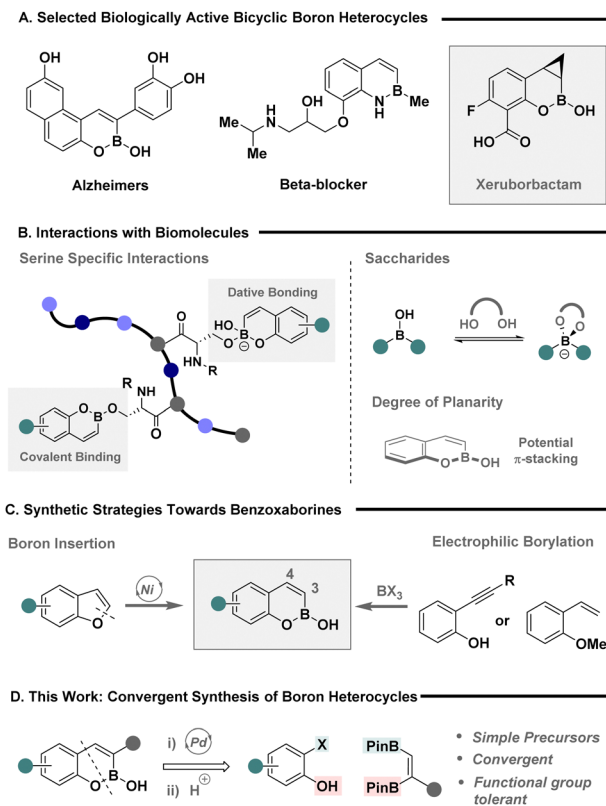 A. Selected Biologically Active Bicyclic Boron Heterocycles
OH
HO
OH
O
B
OH
Alzheimers
OH
H
N
Me
Me
O
NH
B
Me
Beta-blocker
F
HO
O
O
B
OH
Xeruborbactam
B. Interactions with Biomolecules
Serine Specific Interactions
Dative Bonding
O
O
HO
B
⊖
O
HN
R
R
NH
O
B
O
O
Covalent Binding
Saccharides
OH
B
HO OH
O
O
B
⊖
Degree of Planarity
O
B
OH
Potential
π-stacking
C. Synthetic Strategies Towards Benzoxaborines
Boron Insertion
O
Ni
4
3
O
B
OH
Electrophilic Borylation
BX3
R
OH
or
OMe
D. This Work: Convergent Synthesis of Boron Heterocycles
O
B
OH
i) Pd
ii) H ⊕
X
OH
PinB
PinB
• Simple Precursors
• Convergent
• Functional group
tolerant